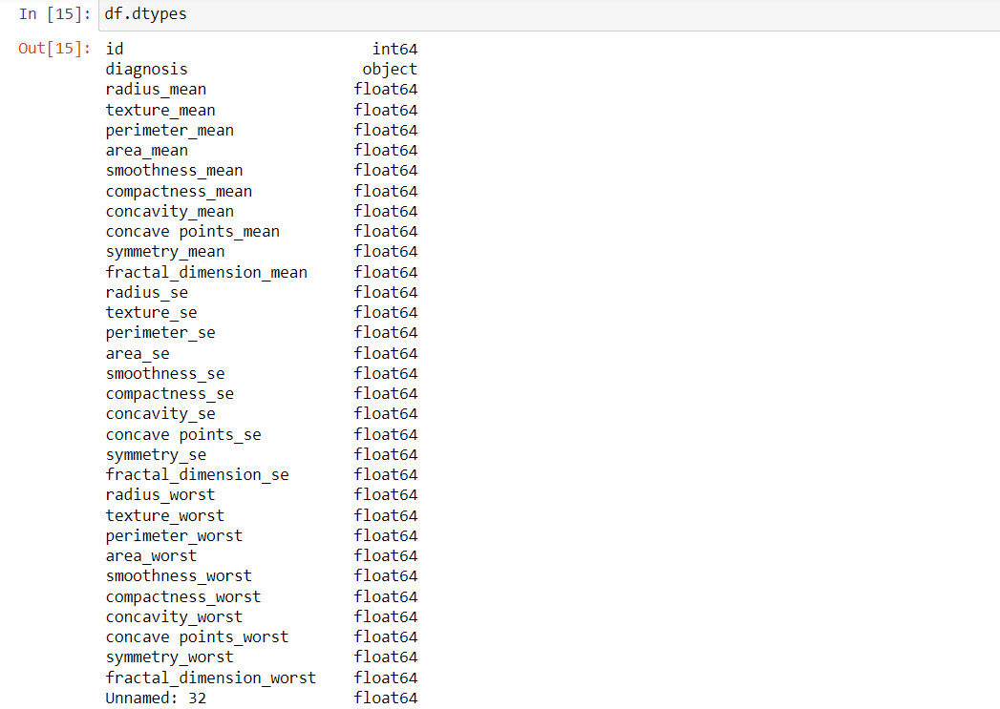 In [15]: df.dtypes
Out[15]: id int64
diagnosis object
radius_mean float64
texture_mean float64
perimeter_mean float64
area_mean float64
smoothness_mean float64
compactness_mean float64
concavity_mean float64
concave points_mean float64
symmetry_mean float64
fractal_dimension_mean float64
radius_se float64
texture_se float64
perimeter_se float64
area_se float64
smoothness_se float64
compactness_se float64
concavity_se float64
concave points_se float64
symmetry_se float64
fractal_dimension_se float64
radius_worst float64
texture_worst float64
perimeter_worst float64
area_worst float64
smoothness_worst float64
compactness_worst float64
concavity_worst float64
concave points_worst float64
symmetry_worst float64
fractal_dimension_worst float64
Unnamed: 32 float64